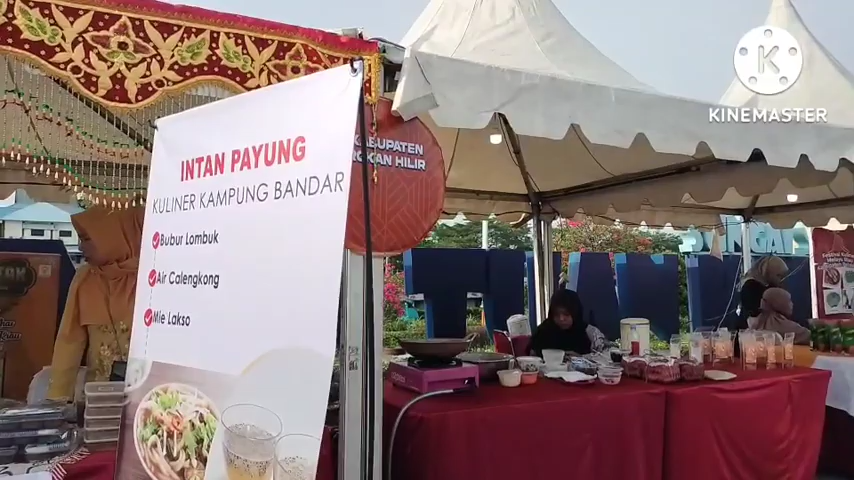 INTAN PAYUNG
KULINER KAMPUNG BANDAR
Bubur Lombuk
Air Calengkong
Mie Lakso
KABUPATEN
ROKAN HILIR
K
KINEMASTER